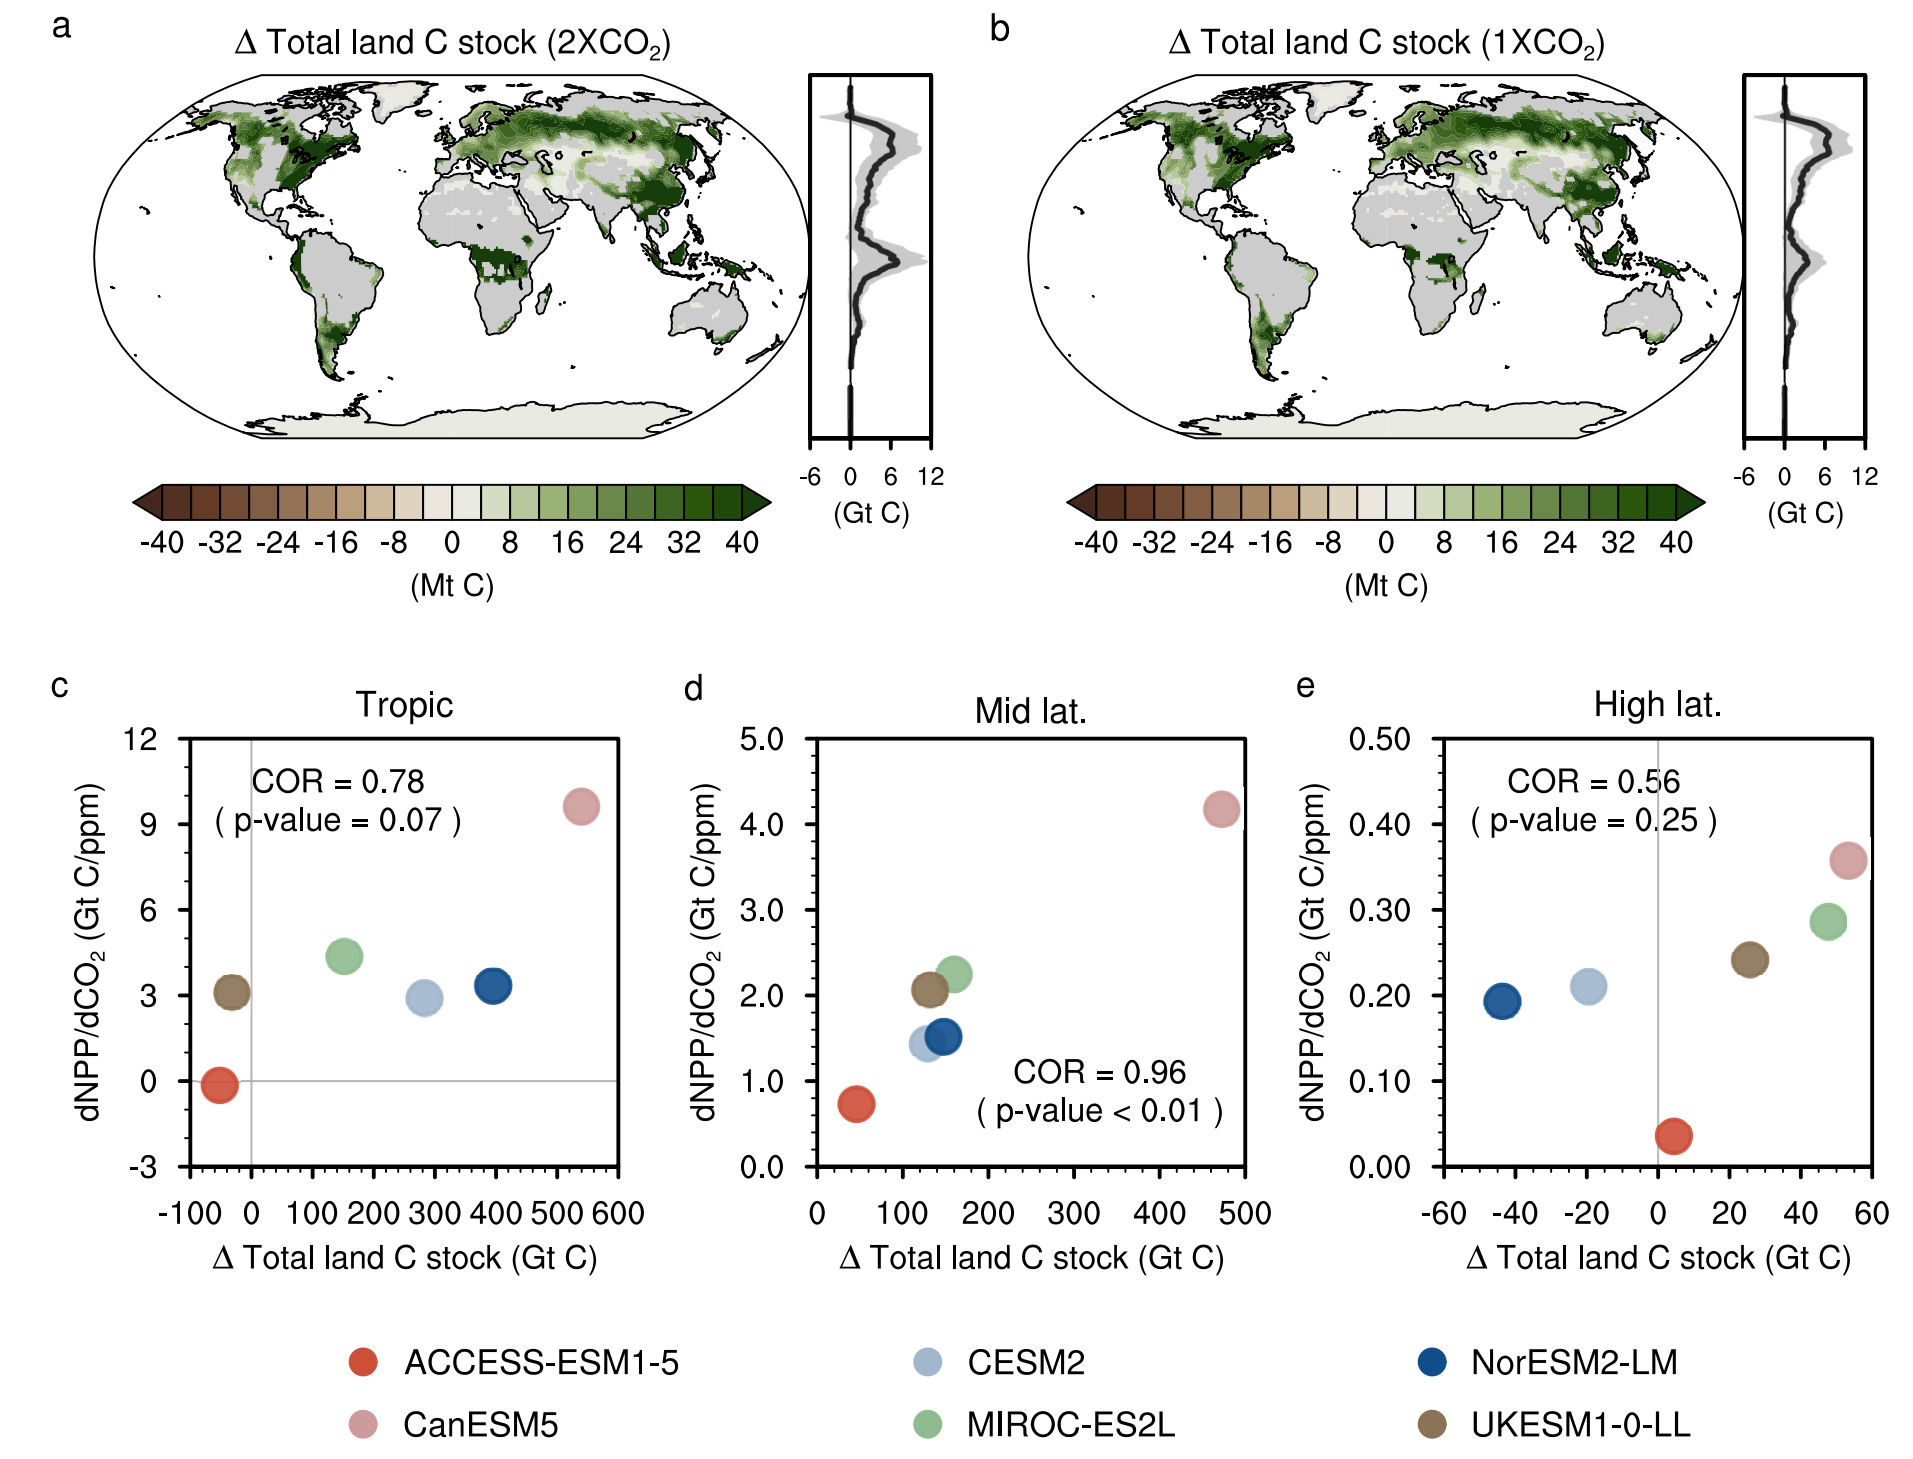 a
Δ Total land C stock (2XCO₂)
-6 0 6 12
(Gt C)
-40 -32 -24 -16 -8 0 8 16 24 32 40
(Mt C)
b
Δ Total land C stock (1XCO₂)
-6 0 6 12
(Gt C)
-40 -32 -24 -16 -8 0 8 16 24 32 40
(Mt C)
c
Tropic
dNPP/dCO₂ (Gt C/ppm)
12
9
6
3
0
-3
COR = 0.78
( p-value = 0.07 )
-100 0 100 200 300 400 500 600
Δ Total land C stock (Gt C)
d
Mid lat.
dNPP/dCO₂ (Gt C/ppm)
5.0
4.0
3.0
2.0
1.0
0.0
COR = 0.96
( p-value < 0.01 )
0 100 200 300 400 500
Δ Total land C stock (Gt C)
e
High lat.
dNPP/dCO₂ (Gt C/ppm)
0.50
0.40
0.30
0.20
0.10
0.00
COR = 0.56
( p-value = 0.25 )
-60 -40 -20 0 20 40 60
Δ Total land C stock (Gt C)
ACCESS-ESM1-5
CESM2
NorESM2-LM
CanESM5
MIROC-ES2L
UKESM1-0-LL